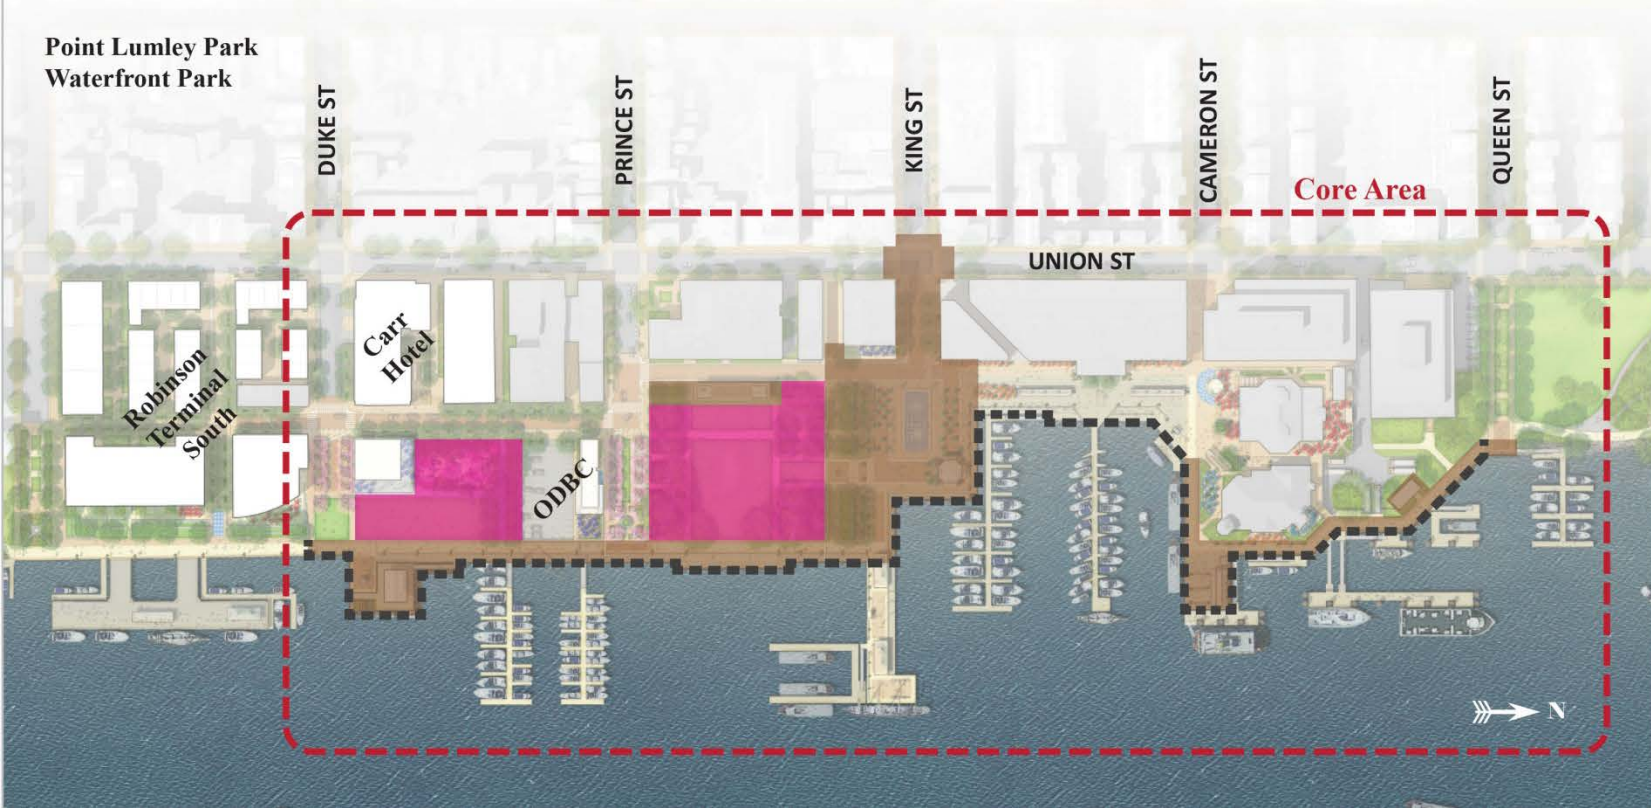 Point Lumley Park
Waterfront Park
DUKE ST
PRINCE ST
KING ST
CAMERON ST
QUEEN ST
Core Area
UNION ST
Carr
Hotel
Robinson
Terminal
South
ODBC
N